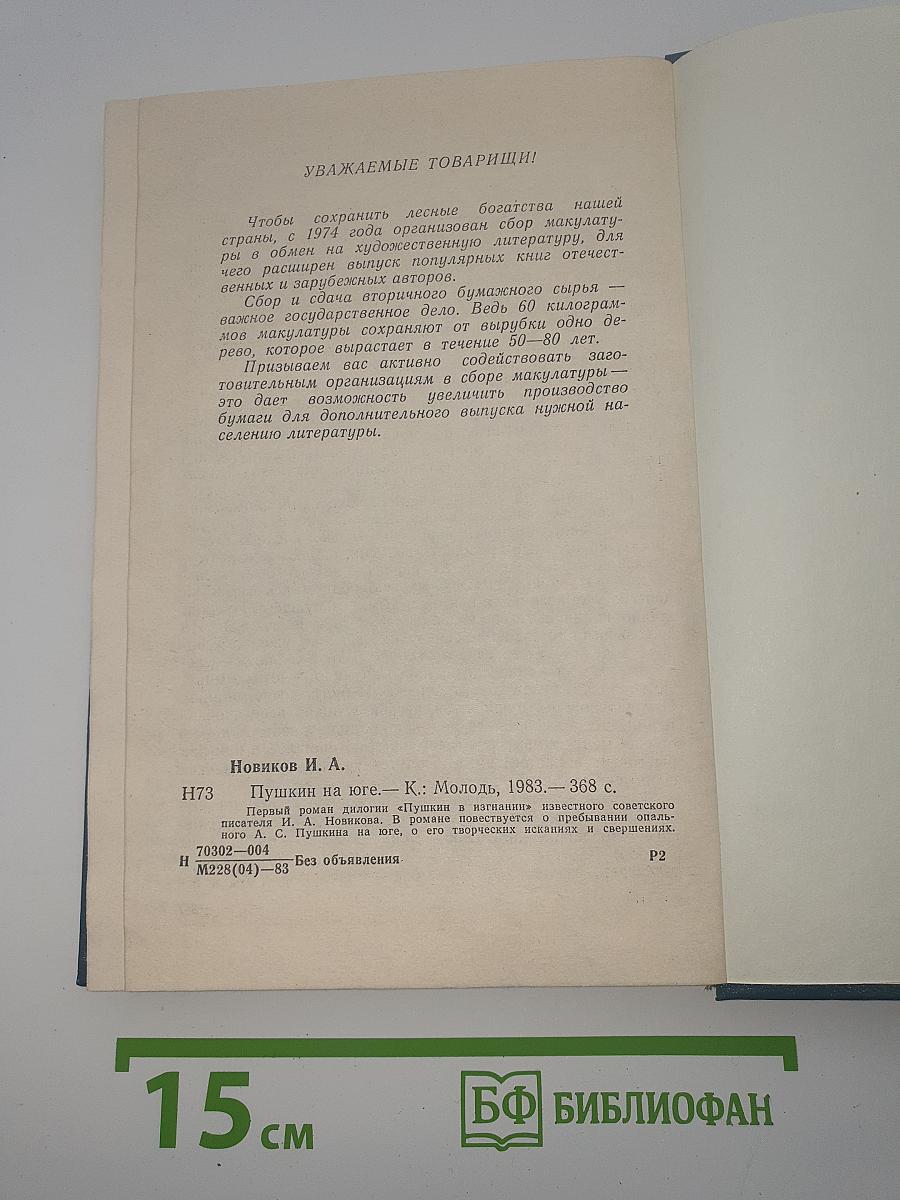 УВАЖАЕМЫЕ ТОВАРИЩИ!
Чтобы сохранить лесные богатства нашей
страны, с 1974 года организован сбор макулату-
ры в обмен на художественную литературу, для
чего расширен выпуск популярных книг отечест-
венных и зарубежных авторов.
Сбор и сдача вторичного бумажного сырья —
важное государственное дело. Ведь 60 килограм-
мов макулатуры сохраняют от вырубки одно де-
рево, которое вырастает в течение 50—80 лет.
Призываем вас активно содействовать заго-
товительным организациям в сборе макулатуры —
это дает возможность увеличить производство
бумаги для дополнительного выпуска нужной на-
селению литературы.
Новиков И. А.
Н73 Пушкин на юге.— К.: Молодь, 1983.— 368 с.
Первый роман дилогии «Пушкин в изгнании» известного советского
писателя И. А. Новикова. В романе повествуется о пребывании опаль-
ного А. С. Пушкина на юге, о его творческих исканиях и свершениях.
70302—004
Н М228(04)—83 Без объявления Р2
15 см
БФ БИБЛИОФАН